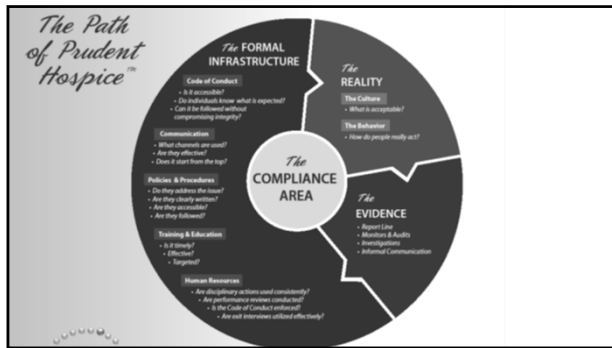 The Path
of Prudent
Hospice™
The FORMAL
INFRASTRUCTURE
Code of Conduct
• Is it accessible?
• Do individuals know what is expected?
• Can it be followed without
compromising integrity?
Communication
• What channels are used?
• Are they effective?
• Does it start from the top?
Policies & Procedures
• Do they address the issue?
• Are they clearly written?
• Are they accessible?
• Are they followed?
Training & Education
• Is it timely?
• Effective?
• Targeted?
Human Resources
• Are disciplinary actions used consistently?
• Are performance reviews conducted?
• Is the Code of Conduct enforced?
• Are exit interviews utilized effectively?
The
REALITY
The Culture
• What is acceptable?
The Behavior
• How do people really act?
The
COMPLIANCE
AREA
The
EVIDENCE
• Report Line
• Monitors & Audits
• Investigations
• Informal Communication